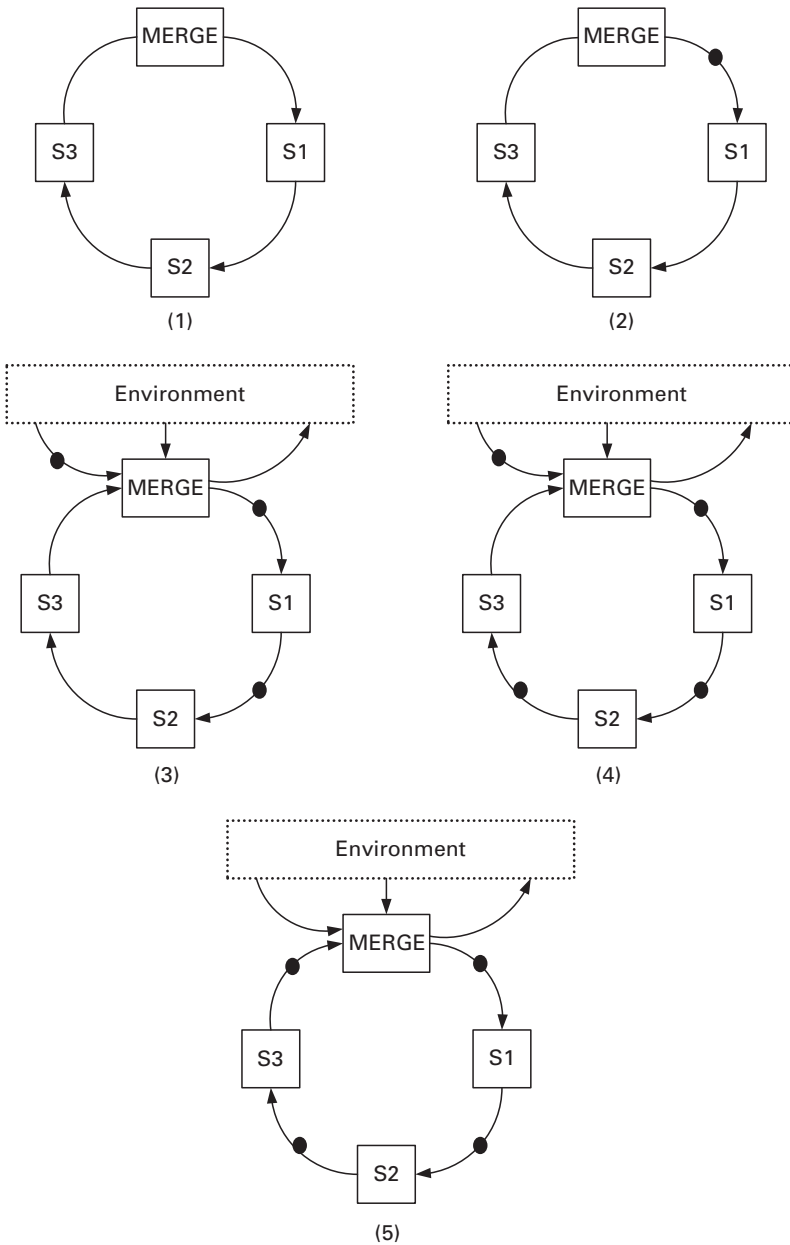 MERGE
S3
S1
S2
(1)
MERGE
S3
S1
S2
(2)
Environment
MERGE
S3
S1
S2
(3)
Environment
MERGE
S3
S1
S2
(4)
Environment
MERGE
S3
S1
S2
(5)